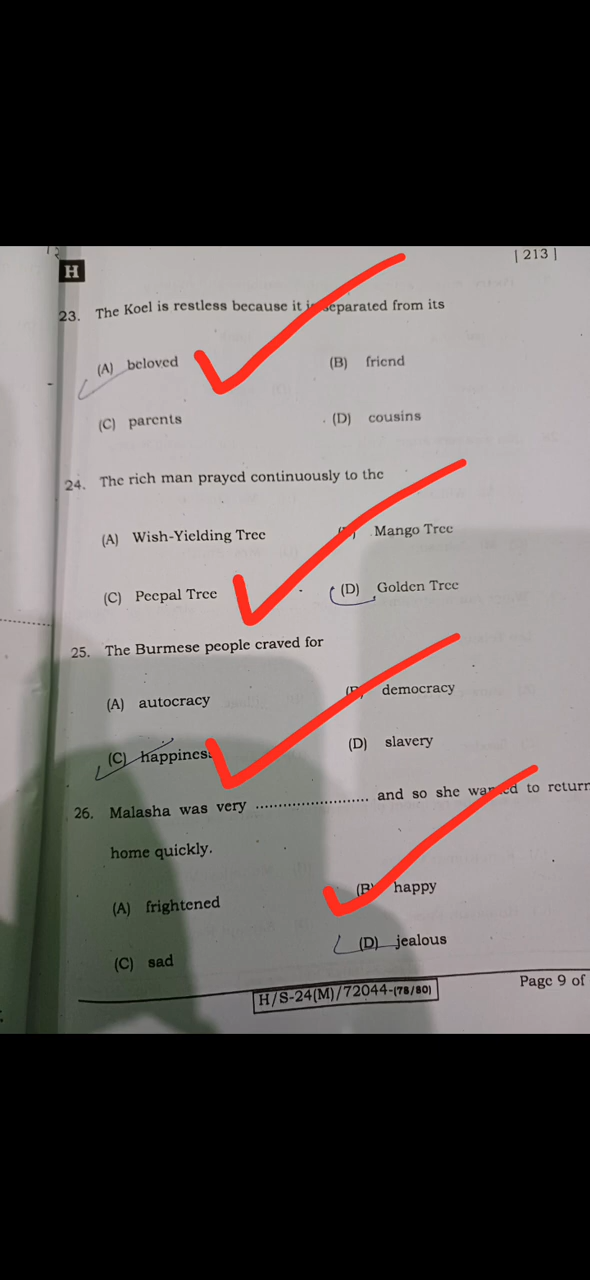 H
| 213 |
23. The Koel is restless because it is separated from its
(A) beloved (B) friend
(C) parents (D) cousins
24. The rich man prayed continuously to the
(A) Wish-Yielding Tree (B) Mango Tree
(C) Peepal Tree (D) Golden Tree
25. The Burmese people craved for
(A) autocracy (B) democracy
(C) happiness (D) slavery
26. Malasha was very ........................... and so she wanted to return
home quickly.
(A) frightened (B) happy
(C) sad (D) jealous
H/S-24(M)/72044-(78/80)
Page 9 of